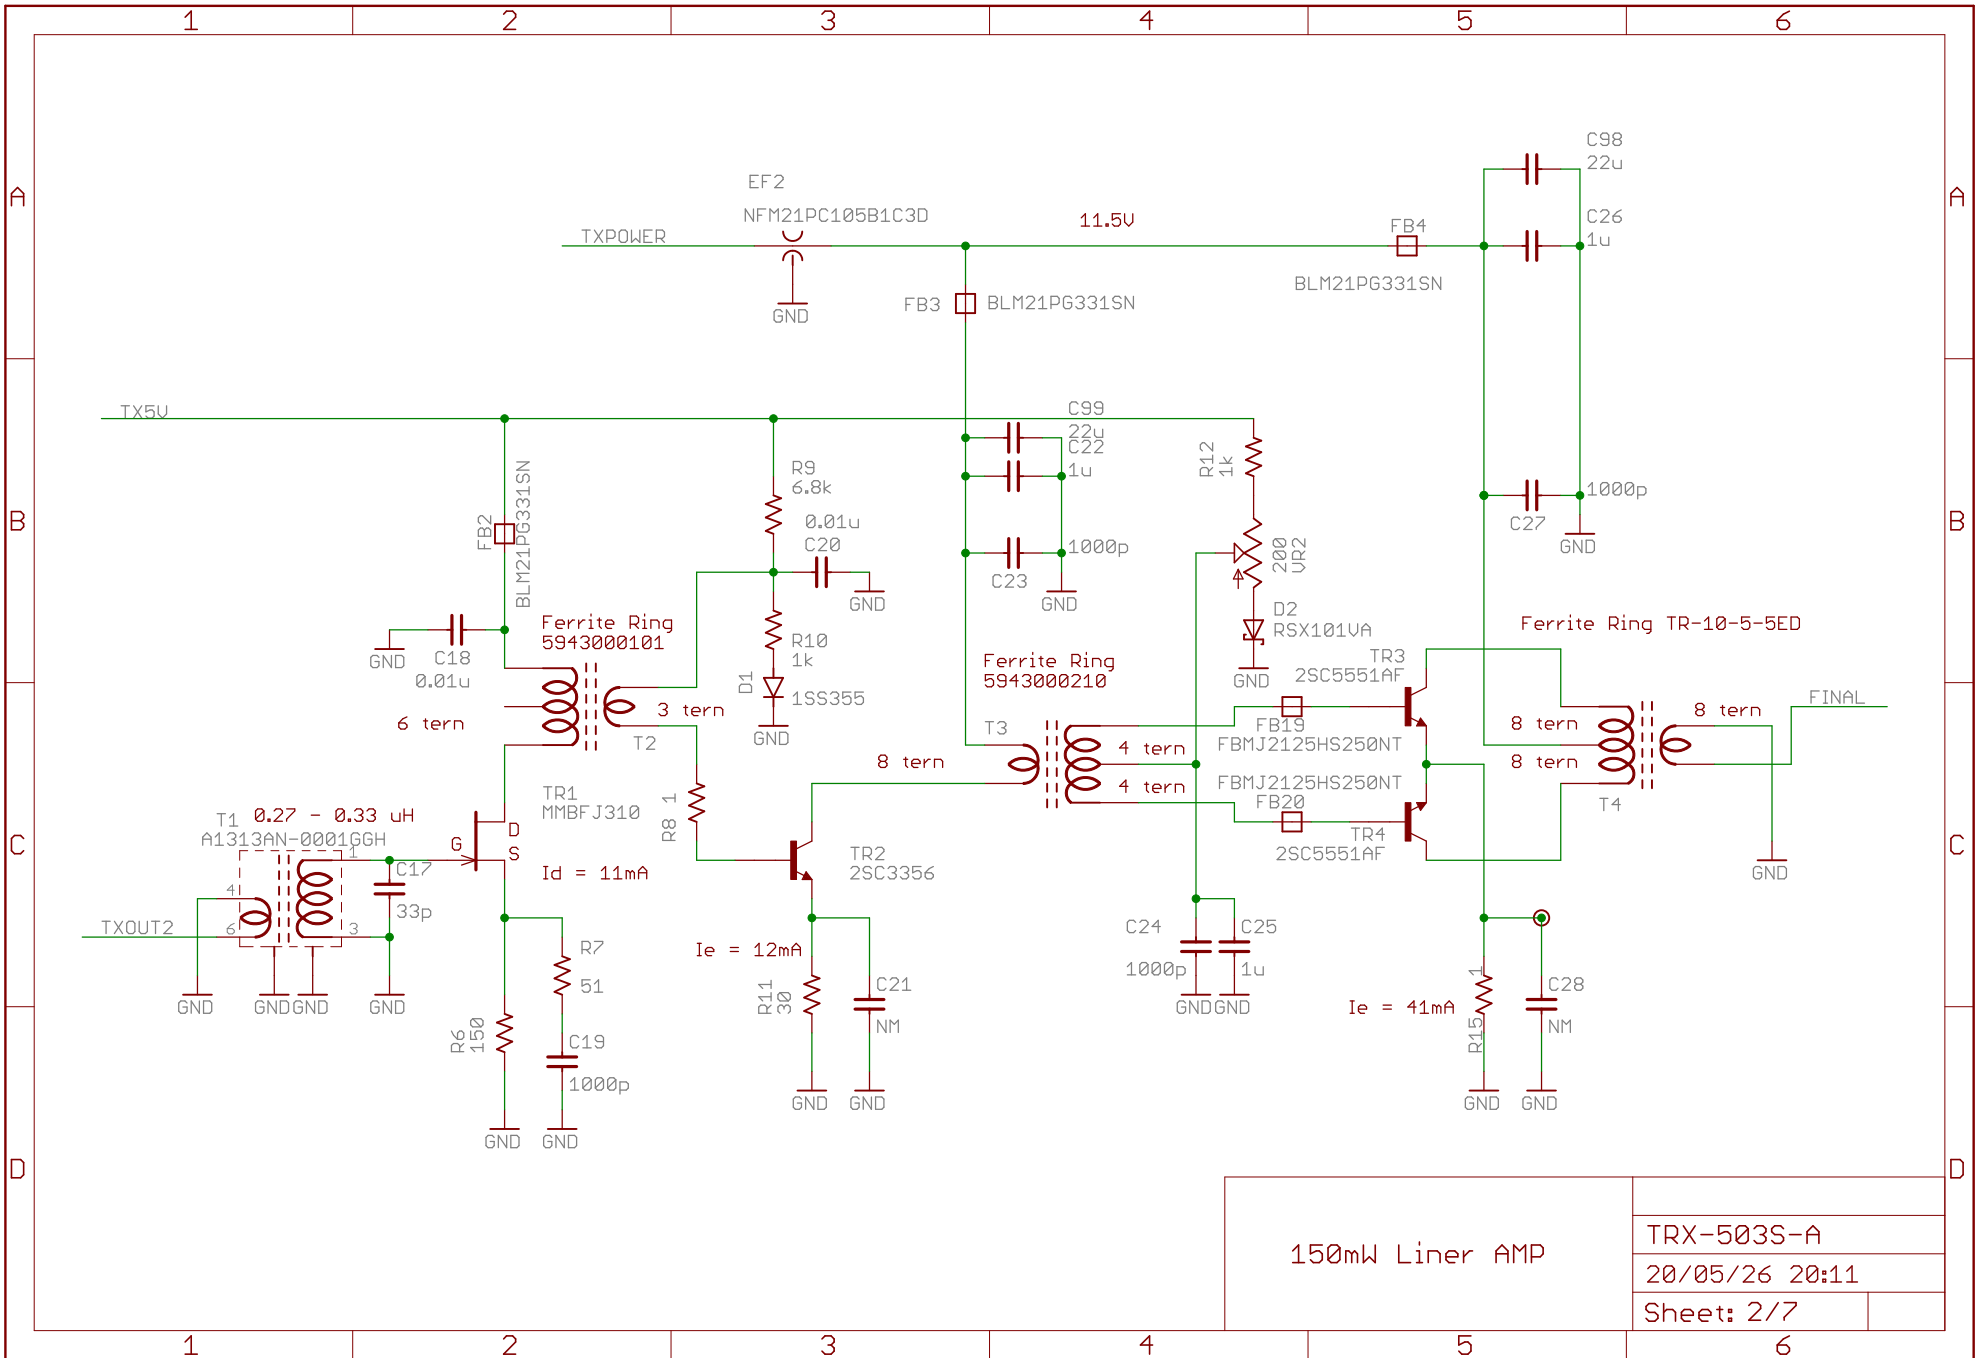 1 2 3 4 5 6
A
A
C98
22u
EF2
NFM21PC105B1C3D
11.5V
C26
1u
FB4
TXPOWER
BLM21PG331SN
GND
FB3
BLM21PG331SN
TX5V
C99
22u
C22
1u
R12
1k
R9
6.8k
FB2
BLM21PG331SN
0.01u
C20
GND
1000p
C23
GND
200
VR2
1000p
C27
GND
B
B
Ferrite Ring
5943000101
GND
C18
0.01u
R10
1k
D1
1SS355
GND
D2
RSX101VA
GND
Ferrite Ring TR-10-5-5ED
Ferrite Ring
5943000210
TR3
2SC5551AF
6 tern
3 tern
T2
T3
8 tern
4 tern
4 tern
FB19
FBMJ2125HS250NT
FBMJ2125HS250NT
FB20
TR4
2SC5551AF
8 tern
8 tern
8 tern
T4
FINAL
GND
T1
0.27 - 0.33 uH
A1313AN-0001GGH
TR1
MMBFJ310
R8
1
G
D
S
Id = 11mA
TR2
2SC3356
C
C
1
4
6
3
C17
33p
TXOUT2
GND
GND
GND
GND
R7
51
Ie = 12mA
R11
30
C21
NM
C24
1000p
C25
1u
GND
GND
Ie = 41mA
R15
1
C28
NM
R6
150
C19
1000p
GND
GND
GND
GND
GND
GND
D
D
150mW Liner AMP
TRX-503S-A
20/05/26 20:11
Sheet: 2/7
1 2 3 4 5 6